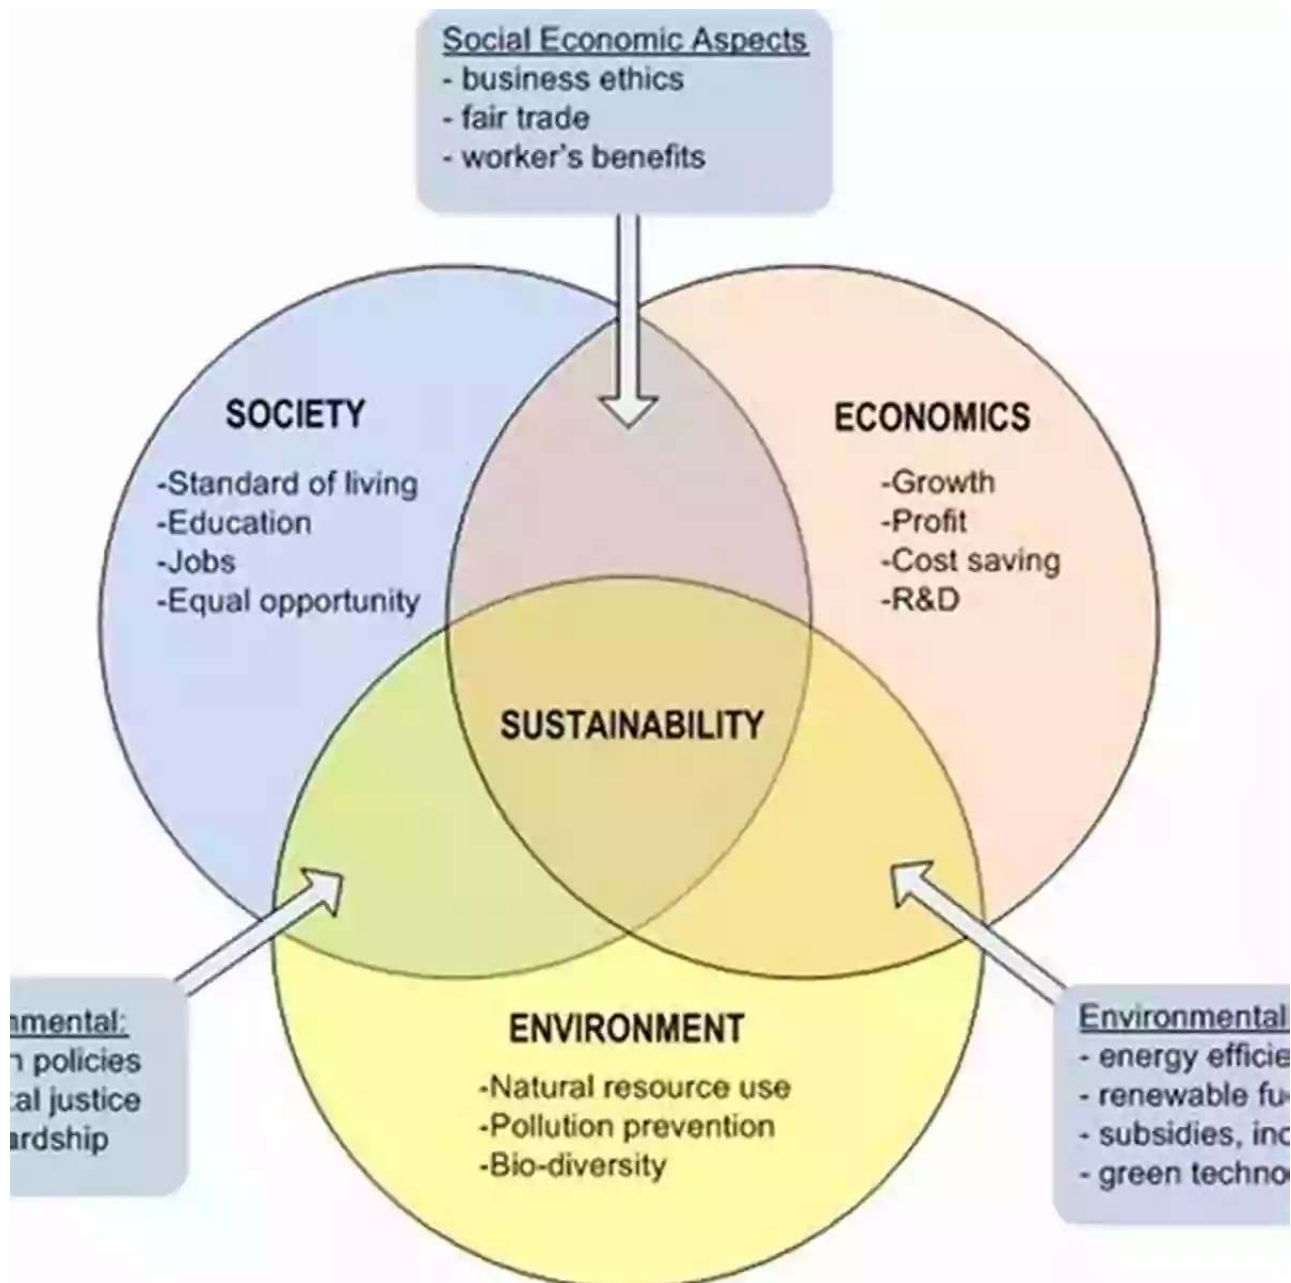 Social Economic Aspects
- business ethics
- fair trade
- worker's benefits
SOCIETY
-Standard of living
-Education
-Jobs
-Equal opportunity
ECONOMICS
-Growth
-Profit
-Cost saving
-R&D
SUSTAINABILITY
policies
justice
ENVIRONMENT
-Natural resource use
-Pollution prevention
-Bio-diversity
Environmental
- energy
- renewable
- subsidies,
- green